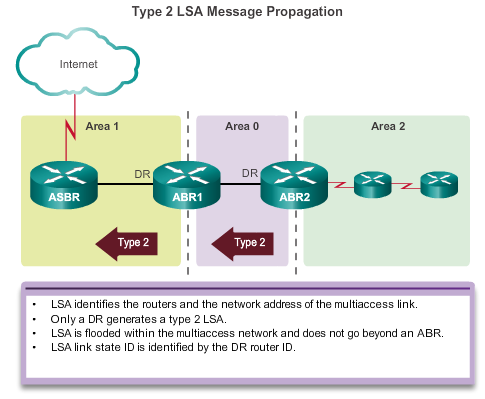 Type 2 LSA Message Propagation
Internet
Area 1
Area 0
Area 2
DR
DR
ASBR
ABR1
ABR2
Type 2
Type 2
• LSA identifies the routers and the network address of the multiaccess link.
• Only a DR generates a type 2 LSA.
• LSA is flooded within the multiaccess network and does not go beyond an ABR.
• LSA link state ID is identified by the DR router ID.